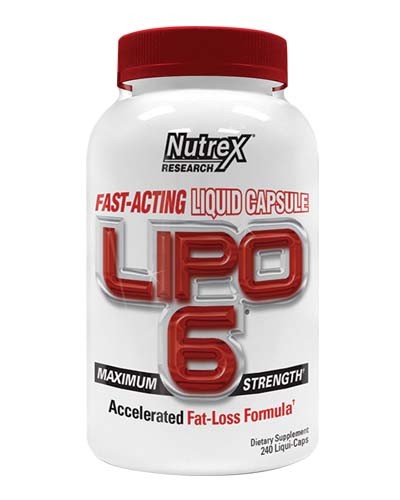 Nutrex®
RESEARCH
FAST-ACTING LIQUID CAPSULE
LIPO
6®
MAXIMUM STRENGTH†
Accelerated Fat-Loss Formula†
Dietary Supplement
240 Liqui-Caps